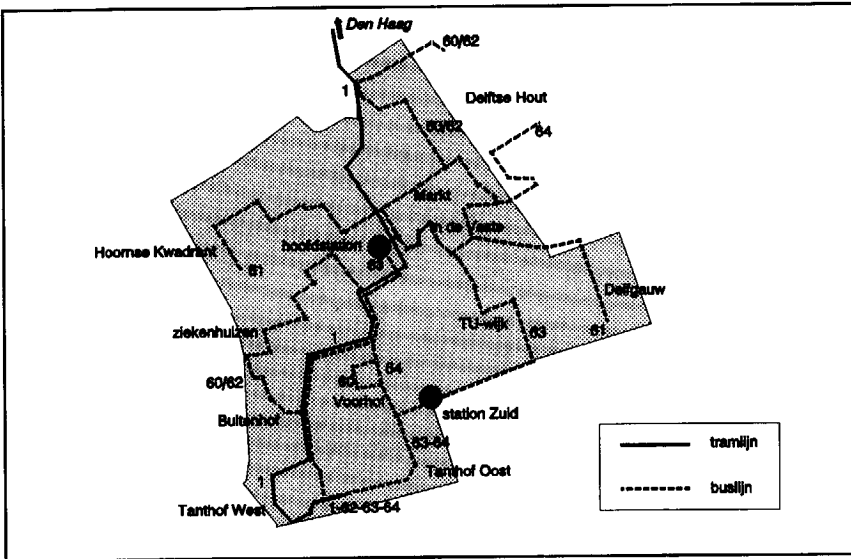 Den Haag
60/62
1
Delftse Hout
60/62
64
Markt
In de Veste
hoofdstation
Hoornse Kwadrant
61
63
Delfgauw
ziekenhuizen
1
TU-wijk
63
61
60/62
60
64
Voorhof
Buitenhof
station Zuid
63-64
tramlijn
Tanthof Oost
1
buslijn
Tanthof West
1-62-63-64